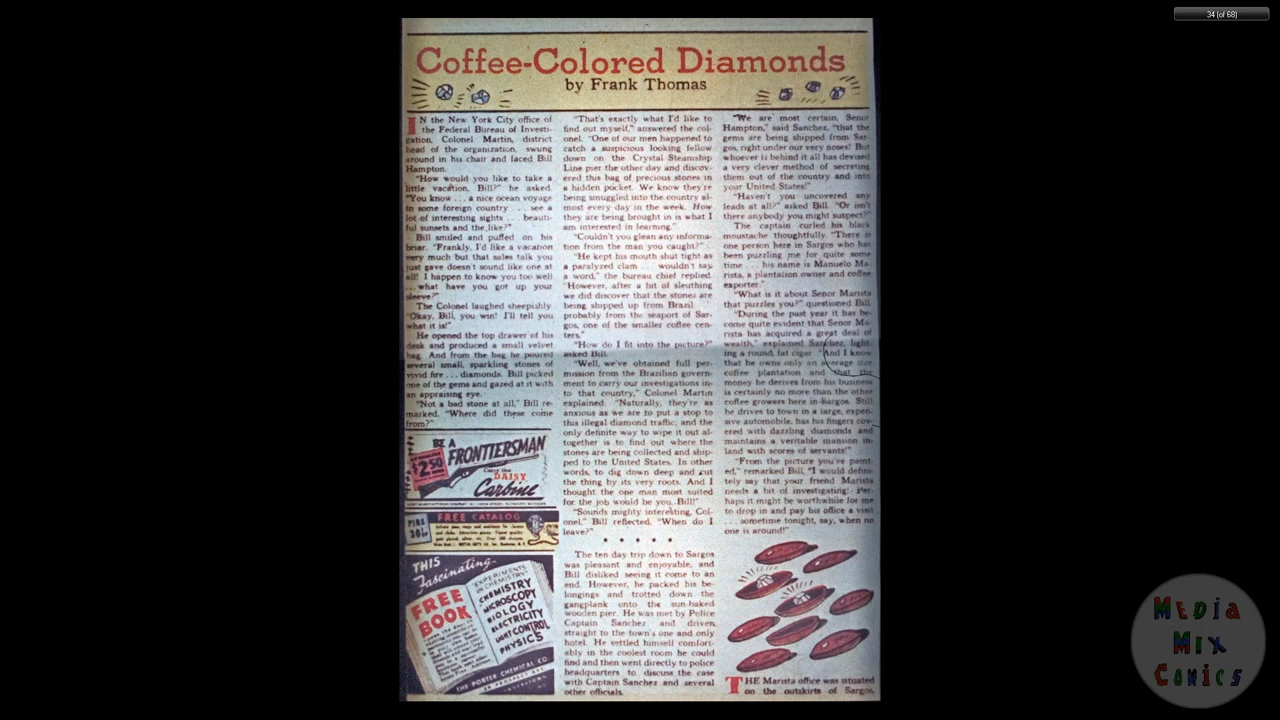 34 (of 68)
Coffee-Colored Diamonds
by Frank Thomas
IN the New York City office of
the Federal Bureau of Investi-
gation, Colonel Martin, district
head of the organization, swung
around in his chair and faced Bill
Hampton.
"How would you like to take a
little vacation, Bill?" he asked.
"You know . . . a nice ocean voyage
to some foreign country . . . see a
lot of interesting sights . . . beauti-
ful sunsets and the like?"
Bill smiled and puffed on his
briar. "Frankly, I'd like a vacation
very much but that sales talk you
just gave doesn't sound like one at
all! I happen to know you too well
. . . what have you got up your
sleeve?"
The Colonel laughed sheepishly
"Okay, Bill, you win! I'll tell you
what it is!"
He opened the top drawer of his
desk and produced a small velvet
bag. And from the bag he poured
several small, sparkling stones of
vivid fire . . . diamonds. Bill picked
one of the gems and gazed at it with
an appraising eye.
"Not a bad stone at all," Bill re-
marked. "Where did these come
from?"
BE A
FRONTIERSMAN
$2.50
Carry this
DAISY
Carbine
FREE CATALOG
PINS
30¢
THIS
Fascinating
FREE
BOOK
EXPERIMENTS
IN CHEMISTRY
CHEMISTRY
MICROSCOPY
BIOLOGY
ELECTRICITY
LIGHT CONTROL
PHYSICS
THE PORTER CHEMICAL CO.
"That's exactly what I'd like to
find out myself," answered the col-
onel. "One of our men happened to
catch a suspicious looking fellow
down on the Crystal Steamship
Line pier the other day and discov-
ered this bag of precious stones in
a hidden pocket. We know they're
being smuggled into the country al-
most every day in the week. How
they are being brought in is what I
am interested in learning."
"Couldn't you glean any informa-
tion from the man you caught?"
"He kept his mouth shut tight as
a paralyzed clam . . . wouldn't say
a word," the bureau chief replied.
"However, after a bit of sleuthing
we did discover that the stones are
being shipped up from Brazil . . .
probably from the seaport of Sar-
gos, one of the smaller coffee cen-
ters."
"How do I fit into the picture?"
asked Bill.
"Well, we've obtained full per-
mission from the Brazilian govern-
ment to carry our investigations in-
to that country," Colonel Martin
explained. "Naturally, they're as
anxious as we are to put a stop to
this illegal diamond traffic, and the
only definite way to wipe it out al-
together is to find out where the
stones are being collected and ship-
ped to the United States. In other
words, to dig down deep and cut
the thing by its very roots. And I
thought the one man most suited
for the job would be you, Bill!"
"Sounds mighty interesting, Col-
onel," Bill reflected. "When do I
leave?"
* * * * *
The ten day trip down to Sargos
was pleasant and enjoyable, and
Bill disliked seeing it come to an
end. However, he packed his be-
longings and trotted down the
gangplank onto the sun-baked
wooden pier. He was met by Police
Captain Sanchez and driven
straight to the town's one and only
hotel. He settled himself comfort-
ably in the coolest room he could
find and then went directly to police
headquarters to discuss the case
with Captain Sanchez and several
other officials.
"We are most certain, Senor
Hampton," said Sanchez, "that the
gems are being shipped from Sar-
gos, right under our very noses! But
whoever is behind it all has devised
a very clever method of secreting
them out of the country and into
your United States!"
"Haven't you uncovered any
leads at all?" asked Bill. "Or isn't
there anybody you might suspect?"
The captain curled his black
moustache thoughtfully. "There is
one person here in Sargos who has
been puzzling me for quite some
time . . . his name is Manuelo Ma-
rista, a plantation owner and coffee
exporter."
"What is it about Senor Marista
that puzzles you?" questioned Bill.
"During the past year it has be-
come quite evident that Senor Ma-
rista has acquired a great deal of
wealth," explained Sanchez, light-
ing a round, fat cigar. "And I know
that he owns only an average size
coffee plantation and that the
money he derives from his business
is certainly no more than the other
coffee growers here in Sargos. Still
he drives to town in a large, expen-
sive automobile, has his fingers cov-
ered with dazzling diamonds and
maintains a veritable mansion in-
land with scores of servants!"
"From the picture you've paint-
ed," remarked Bill, "I would defin-
itely say that your friend Marista
needs a bit of investigating! Per-
haps it might be worthwhile for me
to drop in and pay his office a visit
. . . sometime tonight, say, when no
one is around!"
THE Marista office was situated
on the outskirts of Sargos,
MEDIA
MIX
COMICS